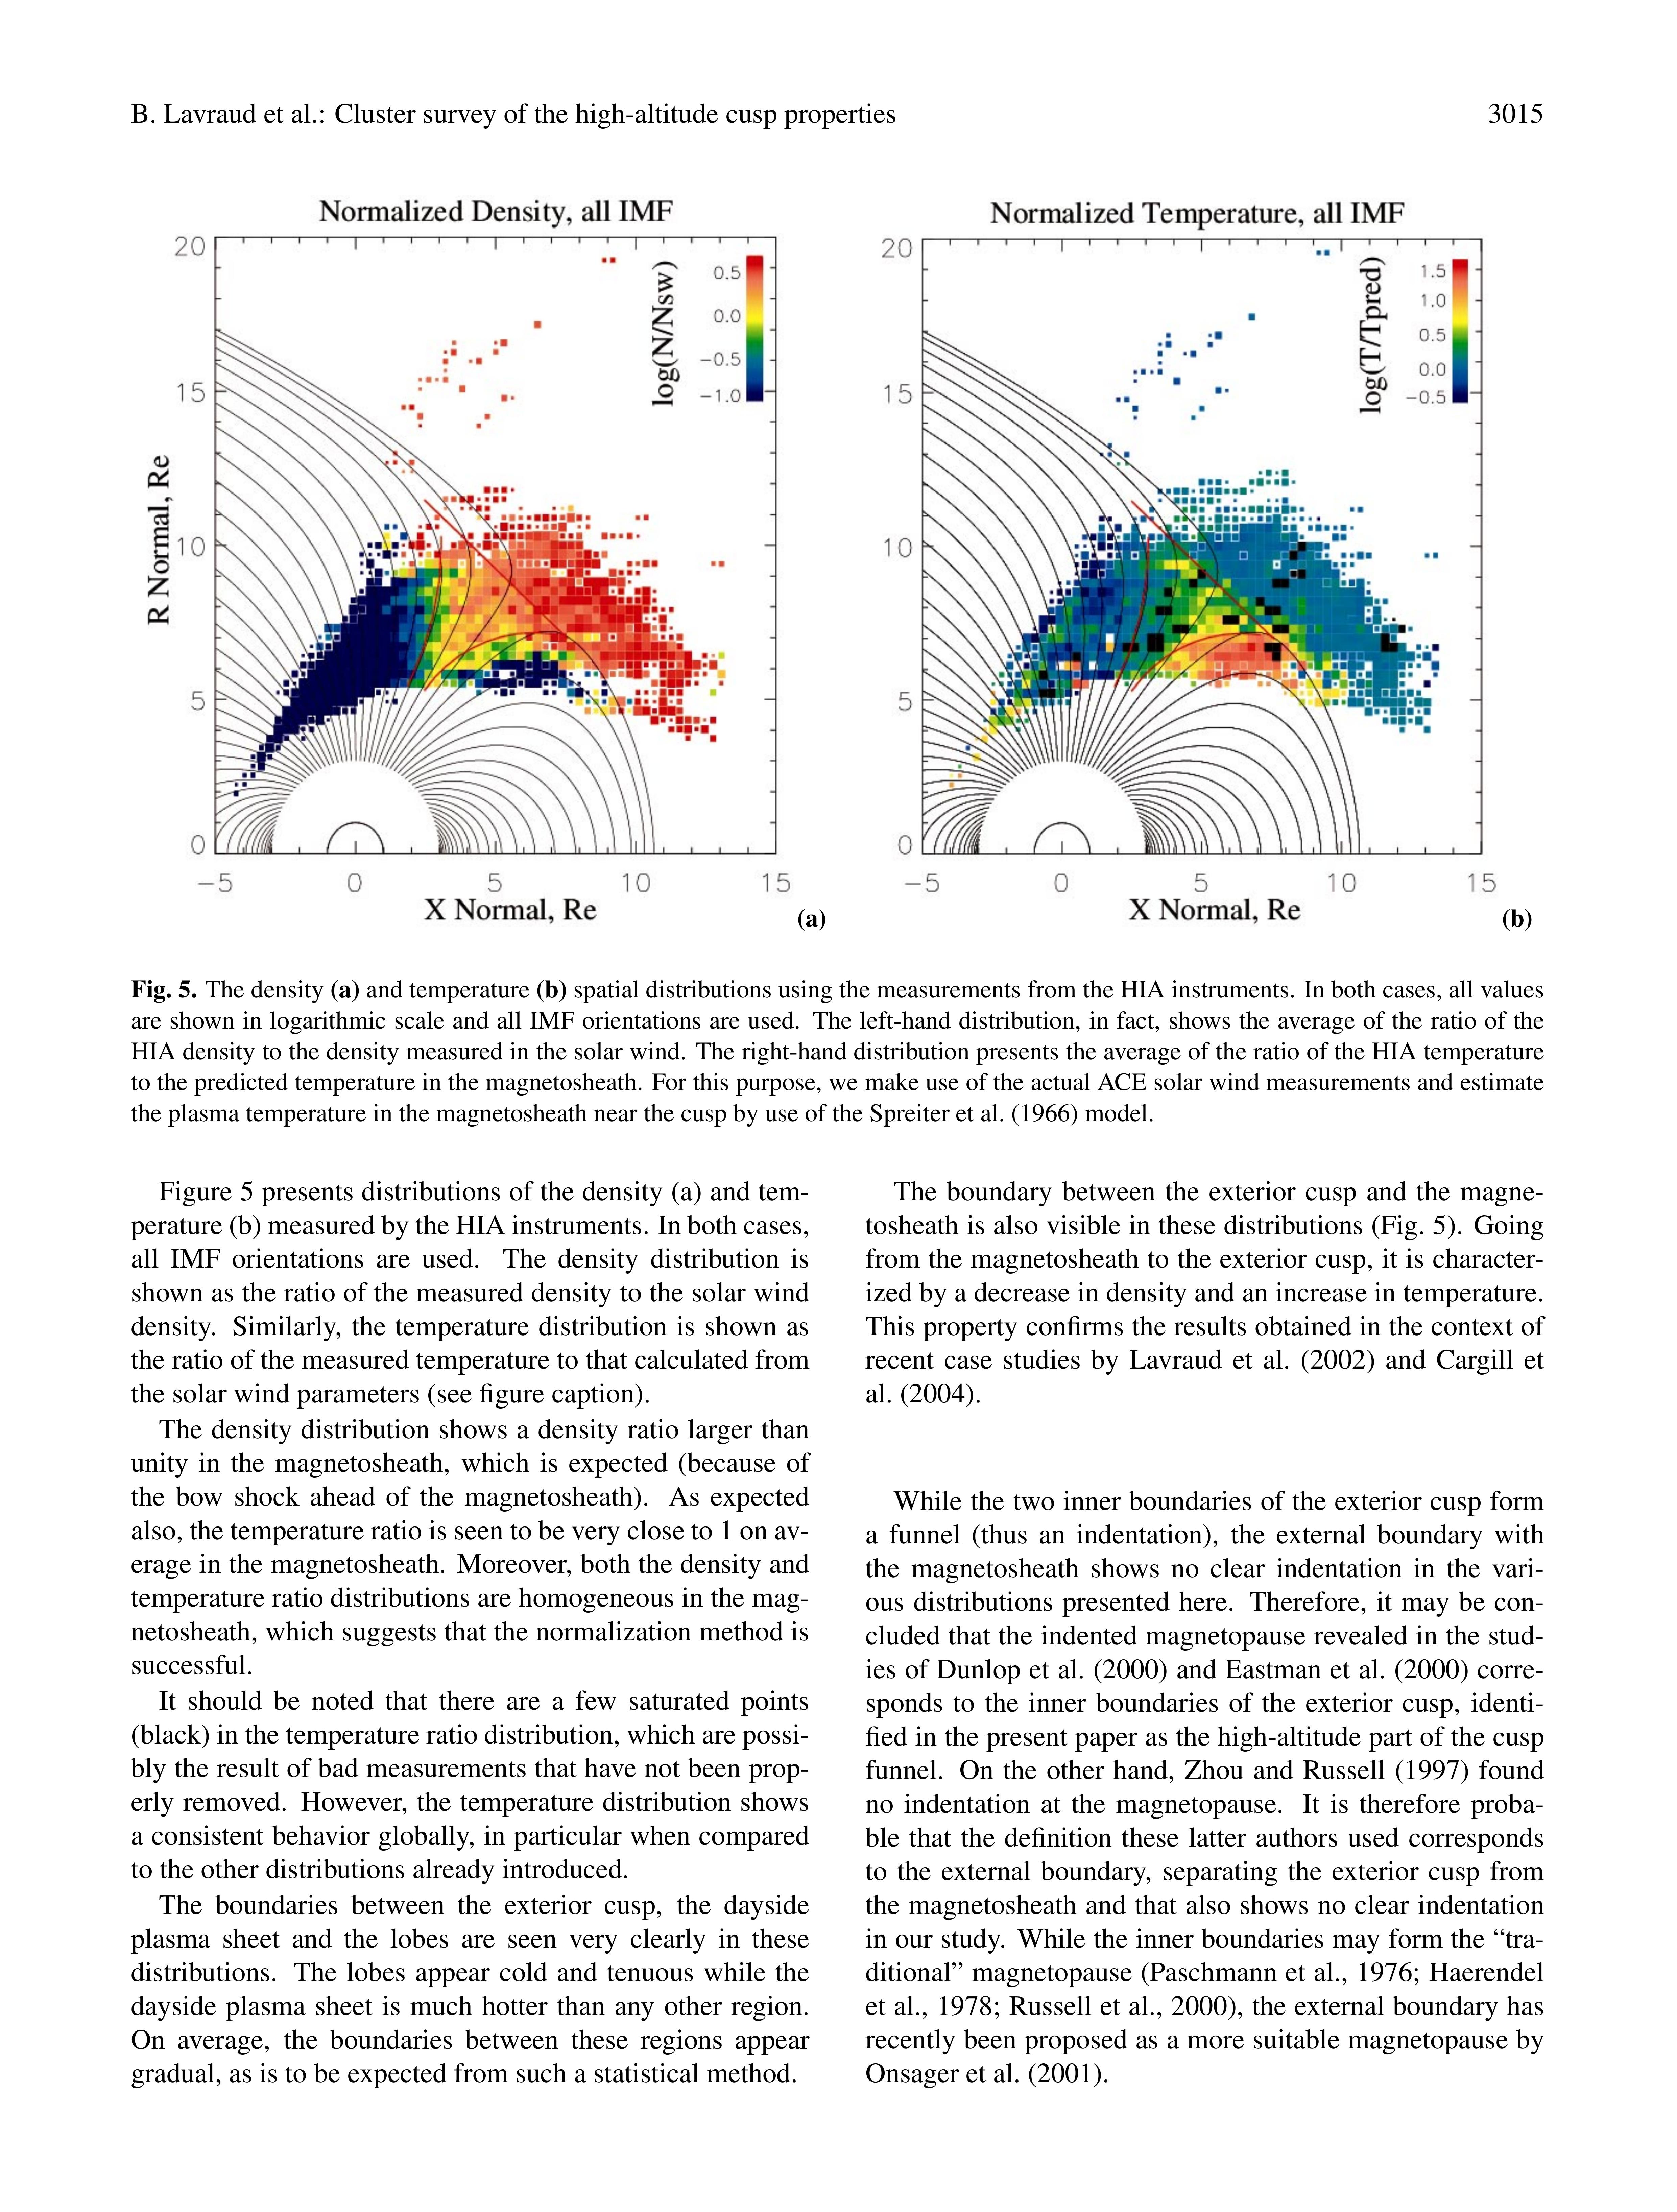 B. Lavraud et al.: Cluster survey of the high-altitude cusp properties 3015
Normalized Density, all IMF
20
15
10
5
0
R Normal, Re
log(N/Nsw)
0.5
0.0
−0.5
−1.0
−5 0 5 10 15
X Normal, Re
(a)
Normalized Temperature, all IMF
20
15
10
5
0
log(T/Tpred)
1.5
1.0
0.5
0.0
−0.5
−5 0 5 10 15
X Normal, Re
(b)
Fig. 5. The density (a) and temperature (b) spatial distributions using the measurements from the HIA instruments. In both cases, all values
are shown in logarithmic scale and all IMF orientations are used. The left-hand distribution, in fact, shows the average of the ratio of the
HIA density to the density measured in the solar wind. The right-hand distribution presents the average of the ratio of the HIA temperature
to the predicted temperature in the magnetosheath. For this purpose, we make use of the actual ACE solar wind measurements and estimate
the plasma temperature in the magnetosheath near the cusp by use of the Spreiter et al. (1966) model.
Figure 5 presents distributions of the density (a) and tem-
perature (b) measured by the HIA instruments. In both cases,
all IMF orientations are used. The density distribution is
shown as the ratio of the measured density to the solar wind
density. Similarly, the temperature distribution is shown as
the ratio of the measured temperature to that calculated from
the solar wind parameters (see figure caption).
The density distribution shows a density ratio larger than
unity in the magnetosheath, which is expected (because of
the bow shock ahead of the magnetosheath). As expected
also, the temperature ratio is seen to be very close to 1 on av-
erage in the magnetosheath. Moreover, both the density and
temperature ratio distributions are homogeneous in the mag-
netosheath, which suggests that the normalization method is
successful.
It should be noted that there are a few saturated points
(black) in the temperature ratio distribution, which are possi-
bly the result of bad measurements that have not been prop-
erly removed. However, the temperature distribution shows
a consistent behavior globally, in particular when compared
to the other distributions already introduced.
The boundaries between the exterior cusp, the dayside
plasma sheet and the lobes are seen very clearly in these
distributions. The lobes appear cold and tenuous while the
dayside plasma sheet is much hotter than any other region.
On average, the boundaries between these regions appear
gradual, as is to be expected from such a statistical method.
The boundary between the exterior cusp and the magne-
tosheath is also visible in these distributions (Fig. 5). Going
from the magnetosheath to the exterior cusp, it is character-
ized by a decrease in density and an increase in temperature.
This property confirms the results obtained in the context of
recent case studies by Lavraud et al. (2002) and Cargill et
al. (2004).
While the two inner boundaries of the exterior cusp form
a funnel (thus an indentation), the external boundary with
the magnetosheath shows no clear indentation in the vari-
ous distributions presented here. Therefore, it may be con-
cluded that the indented magnetopause revealed in the stud-
ies of Dunlop et al. (2000) and Eastman et al. (2000) corre-
sponds to the inner boundaries of the exterior cusp, identi-
fied in the present paper as the high-altitude part of the cusp
funnel. On the other hand, Zhou and Russell (1997) found
no indentation at the magnetopause. It is therefore proba-
ble that the definition these latter authors used corresponds
to the external boundary, separating the exterior cusp from
the magnetosheath and that also shows no clear indentation
in our study. While the inner boundaries may form the “tra-
ditional” magnetopause (Paschmann et al., 1976; Haerendel
et al., 1978; Russell et al., 2000), the external boundary has
recently been proposed as a more suitable magnetopause by
Onsager et al. (2001).